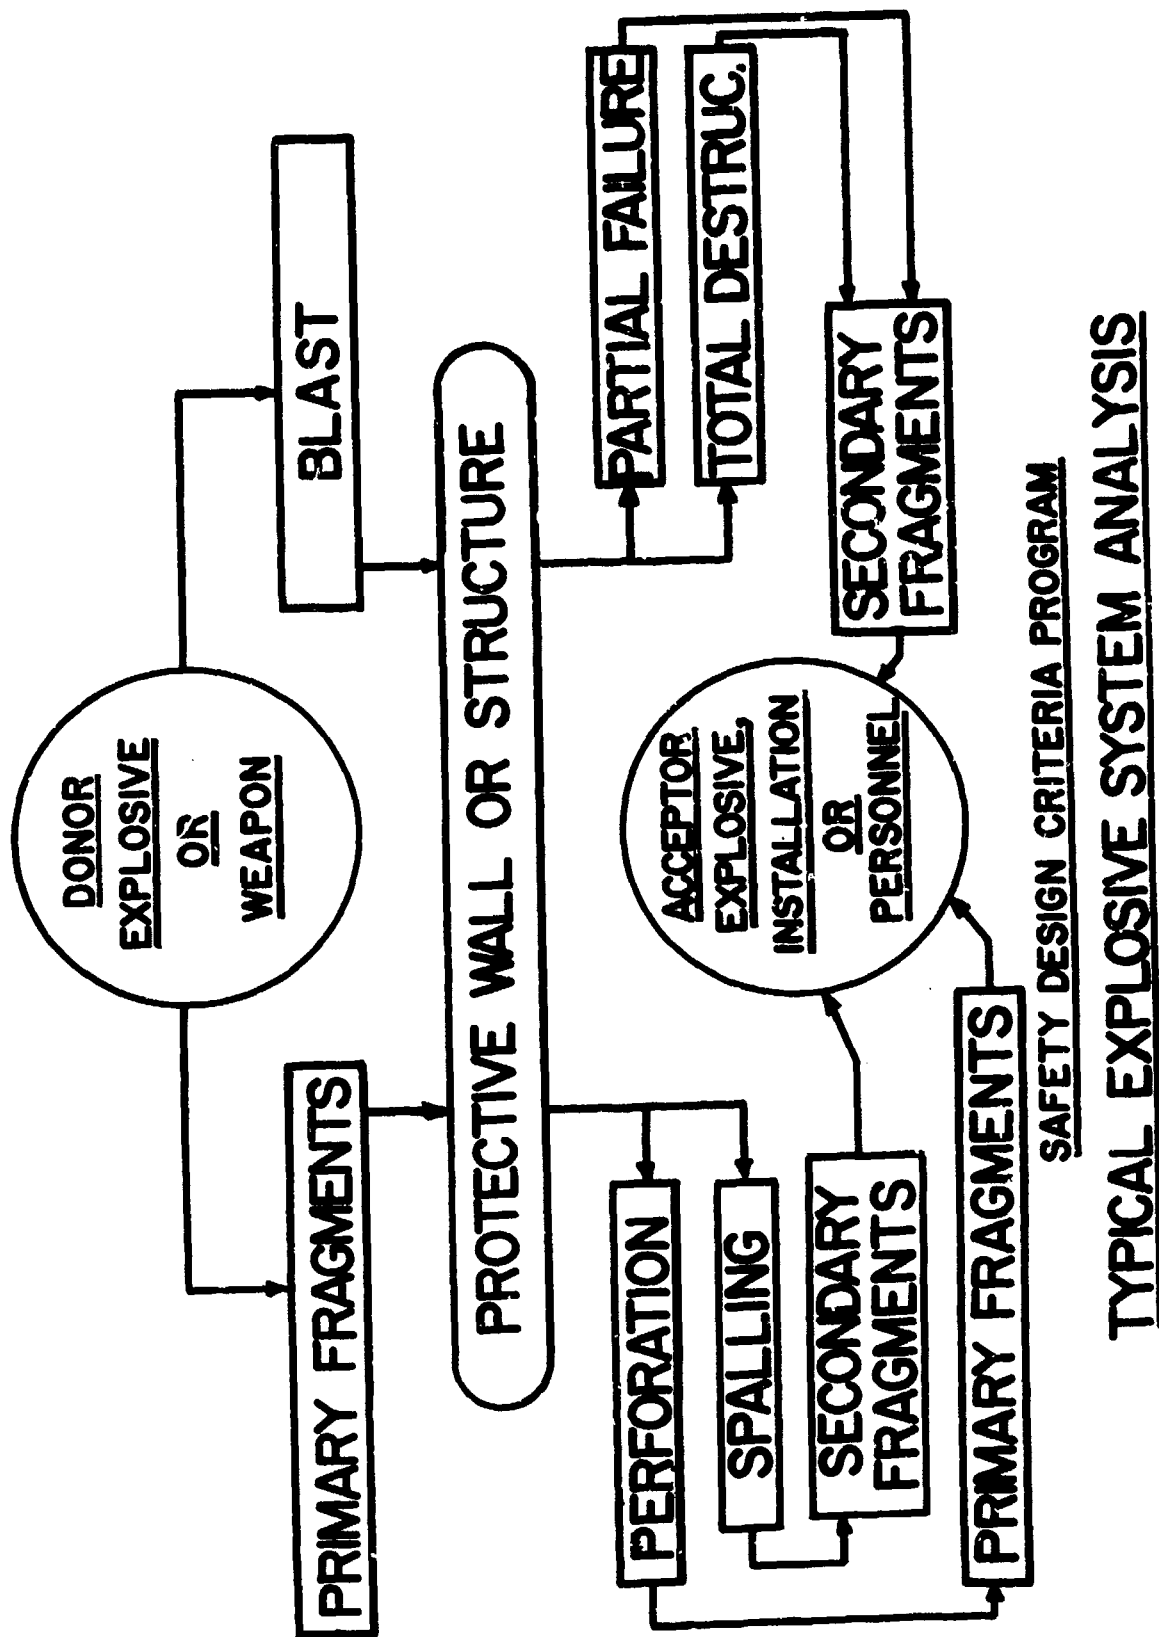 DONOR
EXPLOSIVE
OR
WEAPON
PRIMARY FRAGMENTS
BLAST
PROTECTIVE WALL OR STRUCTURE
PERFORATION
SPALLING
SECONDARY
FRAGMENTS
PRIMARY FRAGMENTS
ACCEPTOR
EXPLOSIVE,
INSTALLATION
OR
PERSONNEL
PARTIAL FAILURE
TOTAL DESTRUC.
SECONDARY
FRAGMENTS
SAFETY DESIGN CRITERIA PROGRAM
TYPICAL EXPLOSIVE SYSTEM ANALYSIS